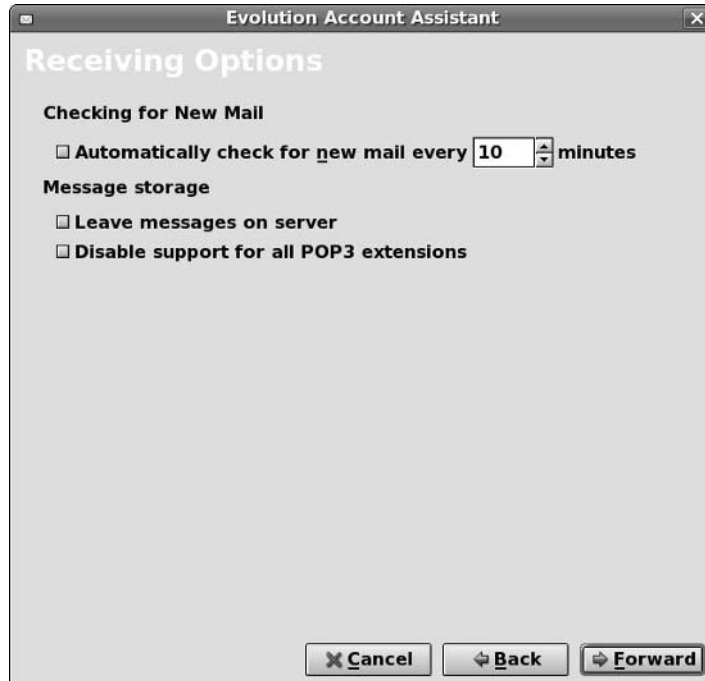 Evolution Account Assistant
Receiving Options
Checking for New Mail
Automatically check for new mail every 10 minutes
Message storage
Leave messages on server
Disable support for all POP3 extensions
Cancel Back Forward